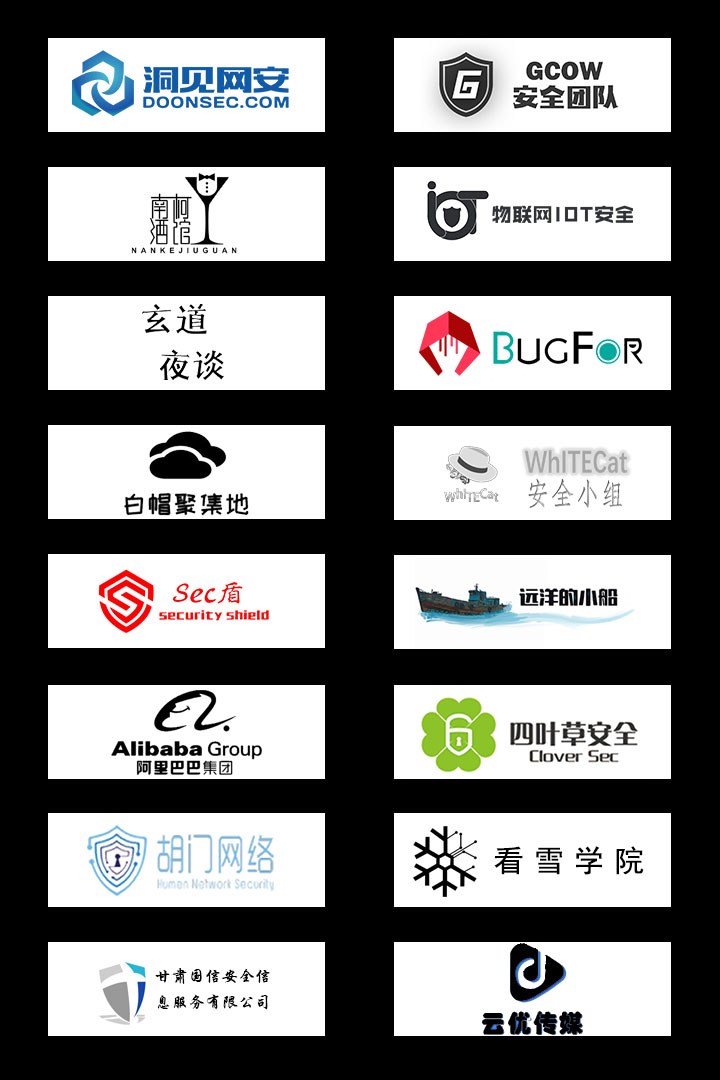 洞见网安
DOONSEC.COM
GCOW
安全团队
南柯
酒馆
NANKEJIUGUAN
IOT
物联网IOT安全
玄道
夜谈
BUGFOR
白帽聚集地
WhITECat
WhITECat
安全小组
Sec盾
security shield
远洋的小船
Alibaba Group
阿里巴巴集团
四叶草安全
Clover Sec
胡门网络
Human Network Security
看雪学院
甘肃国信安全信
息服务有限公司
云优传媒